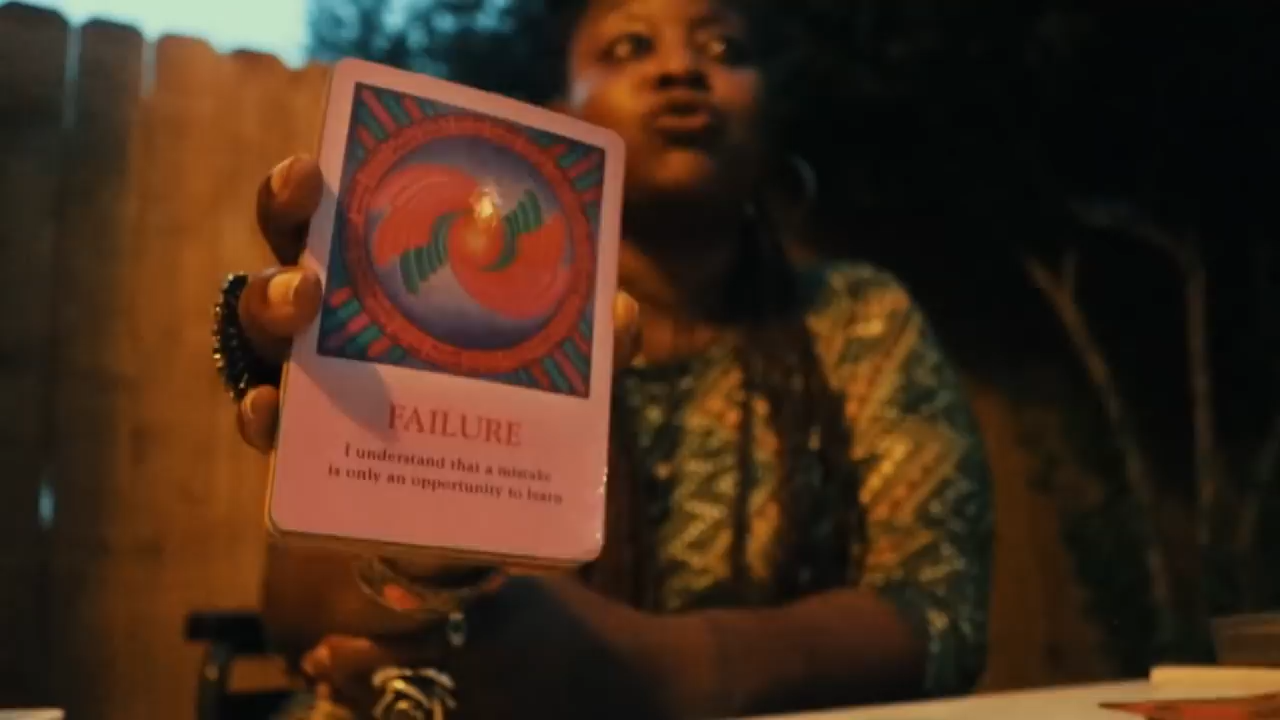 FAILURE
I understand that a mistake
is only an opportunity to learn